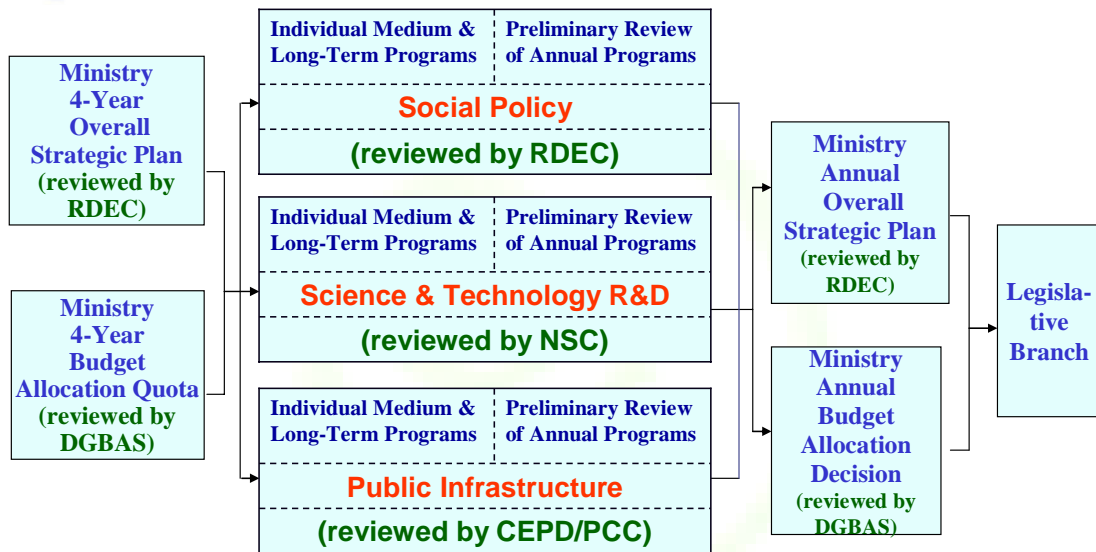 Ministry
4-Year
Overall
Strategic Plan
(reviewed by
RDEC)
Ministry
4-Year
Budget
Allocation Quota
(reviewed by
DGBAS)
Individual Medium &
Long-Term Programs
Preliminary Review
of Annual Programs
Social Policy
(reviewed by RDEC)
Individual Medium &
Long-Term Programs
Preliminary Review
of Annual Programs
Science & Technology R&D
(reviewed by NSC)
Individual Medium &
Long-Term Programs
Preliminary Review
of Annual Programs
Public Infrastructure
(reviewed by CEPD/PCC)
Ministry
Annual
Overall
Strategic Plan
(reviewed by
RDEC)
Ministry
Annual
Budget
Allocation
Decision
(reviewed by
DGBAS)
Legisla-
tive
Branch